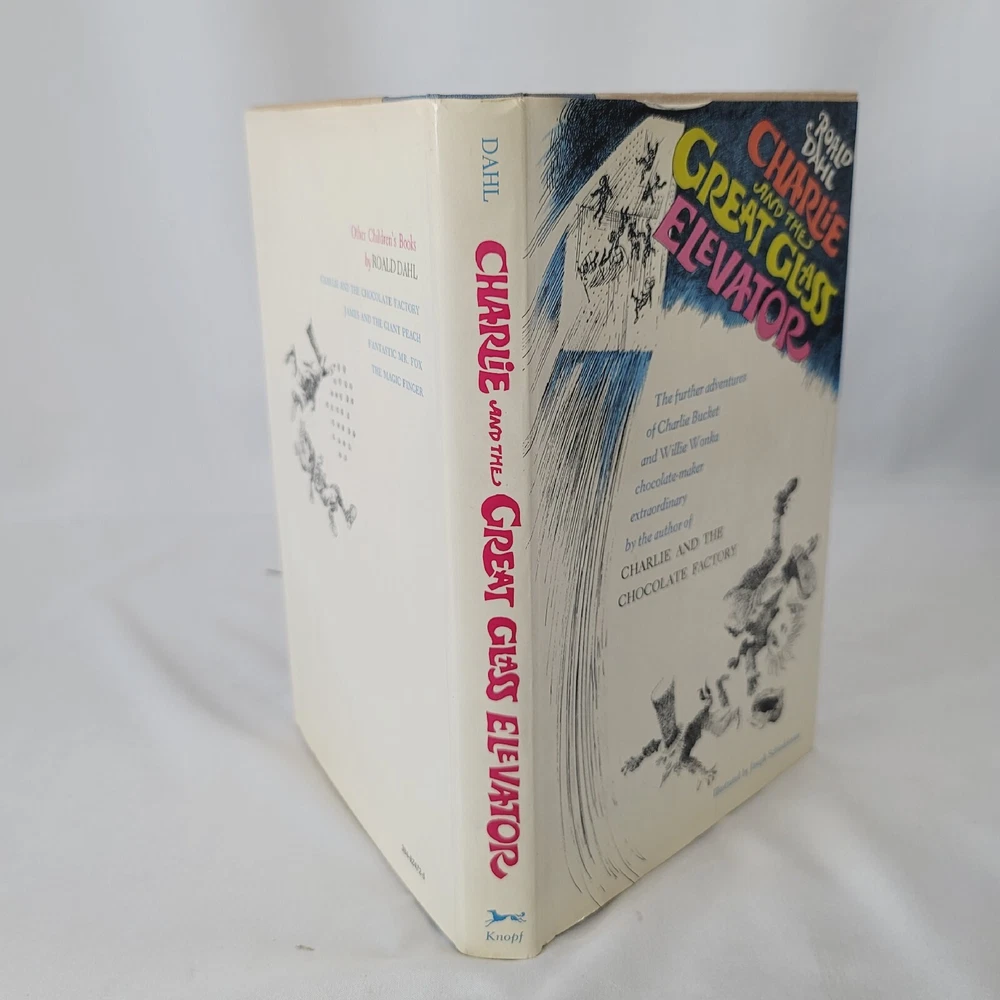 Other Children's Books
by ROALD DAHL
CHARLIE AND THE CHOCOLATE FACTORY
JAMES AND THE GIANT PEACH
FANTASTIC MR. FOX
THE MAGIC FINGER
DAHL
CHARLIE AND THE GREAT GLASS ELEVATOR
Knopf
ROALD
DAHL
CHARLIE
AND THE
GREAT GLASS
ELEVATOR
The further adventures
of Charlie Bucket
and Willie Wonka
chocolate-maker
extraordinary
by the author of
CHARLIE AND THE
CHOCOLATE FACTORY
Illustrated by Joseph